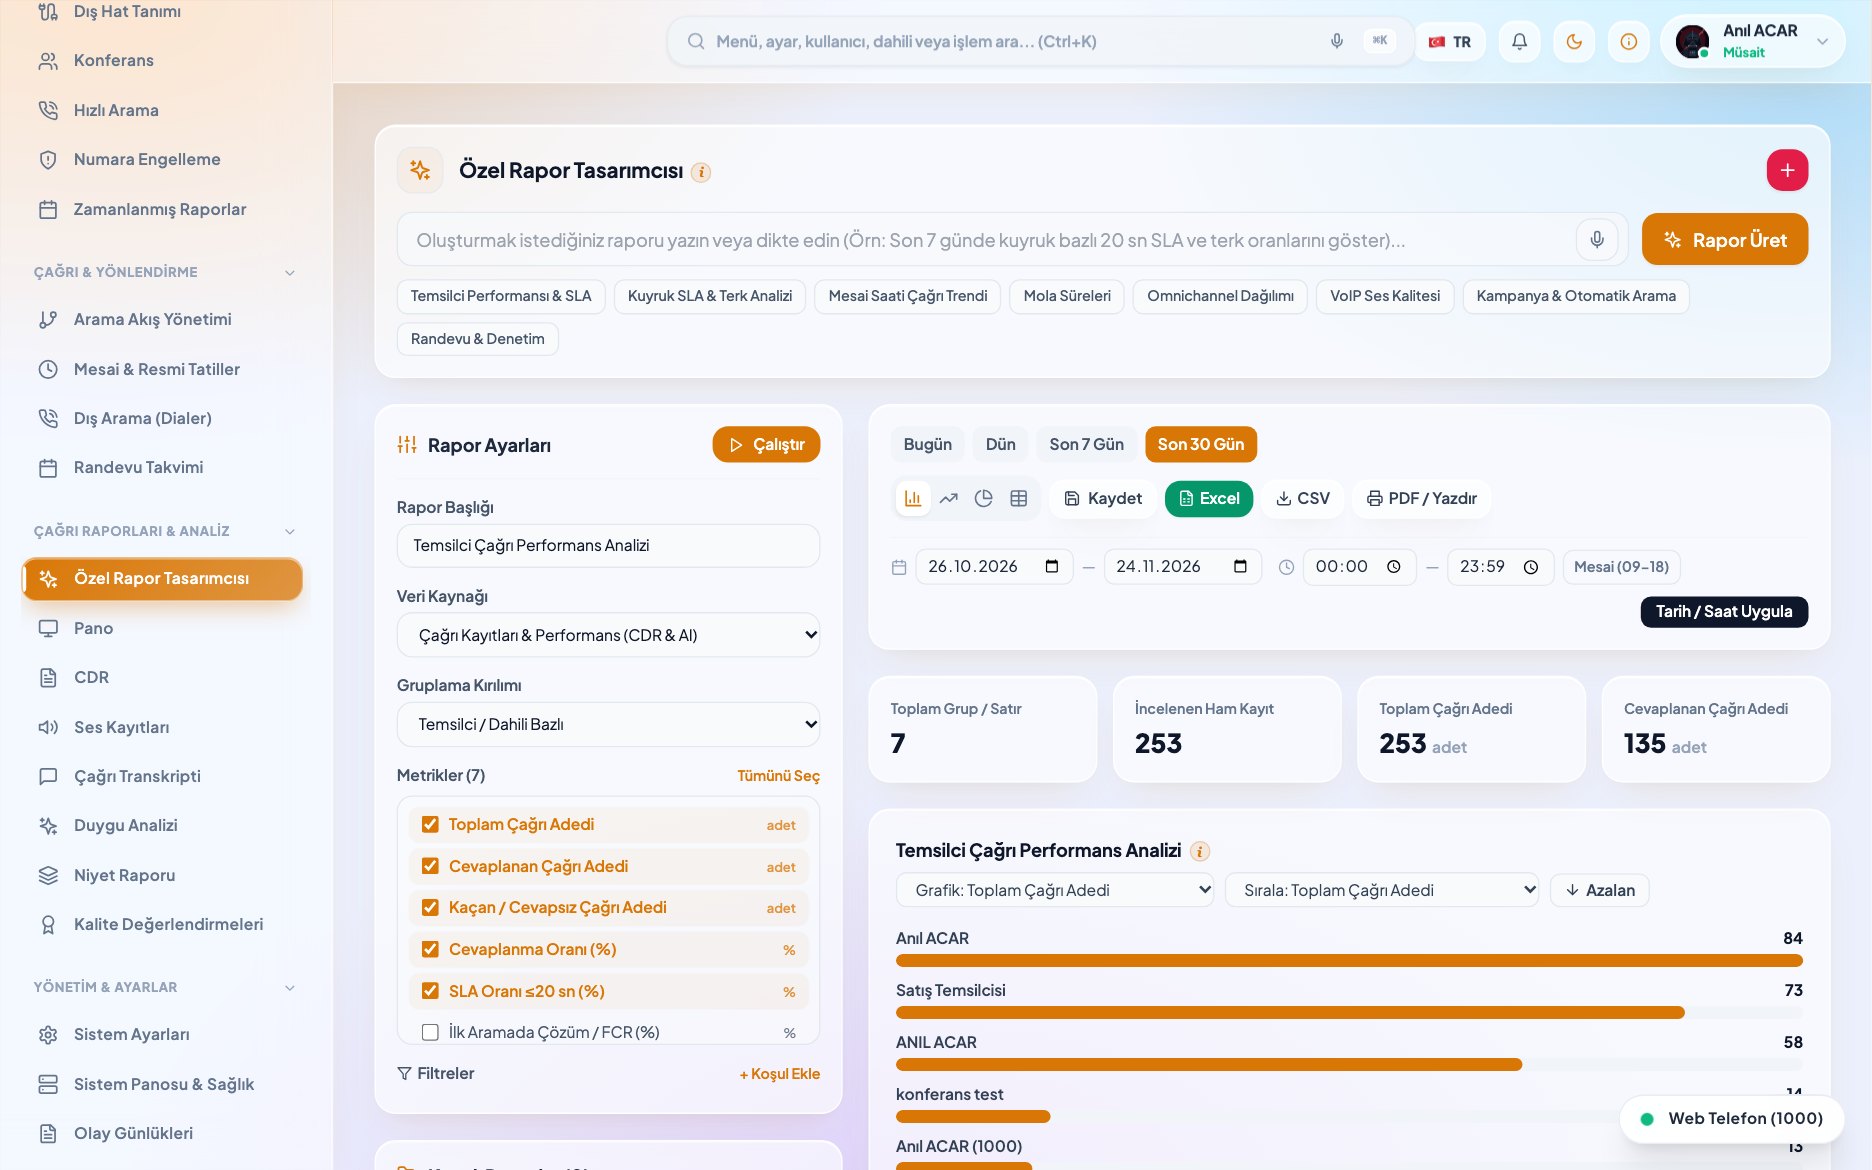 Dış Hat Tanımı
Konferans
Hızlı Arama
Numara Engelleme
Zamanlanmış Raporlar
ÇAĞRI & YÖNLENDİRME
Arama Akış Yönetimi
Mesai & Resmi Tatiller
Dış Arama (Dialer)
Randevu Takvimi
ÇAĞRI RAPORLARI & ANALİZ
Özel Rapor Tasarımcısı
Pano
CDR
Ses Kayıtları
Çağrı Transkripti
Duygu Analizi
Niyet Raporu
Kalite Değerlendirmeleri
YÖNETİM & AYARLAR
Sistem Ayarları
Sistem Panosu & Sağlık
Olay Günlükleri
Menü, ayar, kullanıcı, dahili veya işlem ara... (Ctrl+K)
⌘K
TR
Anıl ACAR
Müsait
Özel Rapor Tasarımcısı i
Oluşturmak istediğiniz raporu yazın veya dikte edin (Örn: Son 7 günde kuyruk bazlı 20 sn SLA ve terk oranlarını göster)...
Rapor Üret
Temsilci Performansı & SLA
Kuyruk SLA & Terk Analizi
Mesai Saati Çağrı Trendi
Mola Süreleri
Omnichannel Dağılımı
VoIP Ses Kalitesi
Kampanya & Otomatik Arama
Randevu & Denetim
Rapor Ayarları
Çalıştır
Rapor Başlığı
Temsilci Çağrı Performans Analizi
Veri Kaynağı
Çağrı Kayıtları & Performans (CDR & AI)
Gruplama Kırılımı
Temsilci / Dahili Bazlı
Metrikler (7) Tümünü Seç
Toplam Çağrı Adedi adet
Cevaplanan Çağrı Adedi adet
Kaçan / Cevapsız Çağrı Adedi adet
Cevaplanma Oranı (%) %
SLA Oranı ≤20 sn (%) %
İlk Aramada Çözüm / FCR (%) %
Filtreler + Koşul Ekle
Bugün Dün Son 7 Gün Son 30 Gün
Kaydet Excel CSV PDF / Yazdır
26.10.2026 — 24.11.2026 00:00 — 23:59 Mesai (09-18)
Tarih / Saat Uygula
Toplam Grup / Satır
7
İncelenen Ham Kayıt
253
Toplam Çağrı Adedi
253 adet
Cevaplanan Çağrı Adedi
135 adet
Temsilci Çağrı Performans Analizi i
Grafik: Toplam Çağrı Adedi Sırala: Toplam Çağrı Adedi ↓ Azalan
Anıl ACAR 84
Satış Temsilcisi 73
ANIL ACAR 58
konferans test 14
Anıl ACAR (1000) 13
Web Telefon (1000)